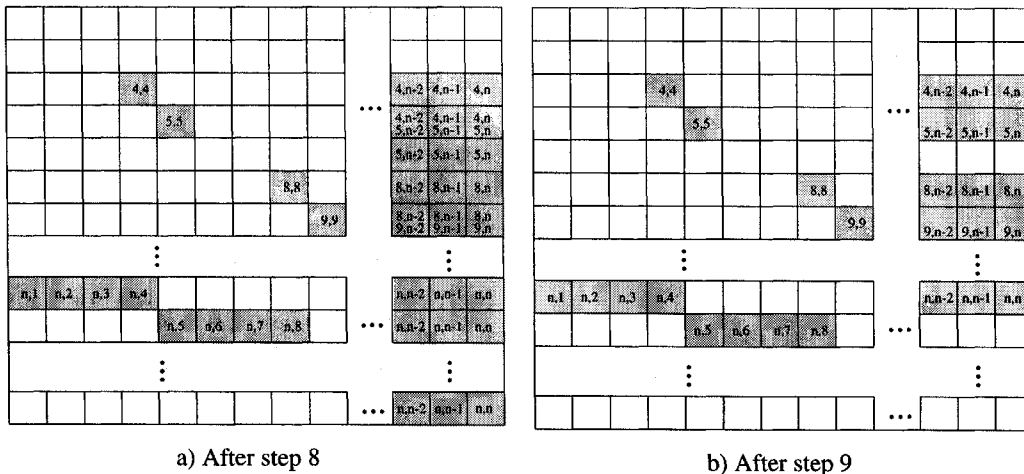 4,4 4,n-2 4,n-1 4,n
5,5 ... 4,n-2 4,n-1 4,n
5,n-2 5,n-1 5,n
5,n-2 5,n-1 5,n
8,8 8,n-2 8,n-1 8,n
9,9 8,n-2 8,n-1 8,n
9,n-2 9,n-1 9,n
n,1 n,2 n,3 n,4 n,n-2 n,n-1 n,n
n,5 n,6 n,7 n,8 ... n,n-2 n,n-1 n,n
... n,n-2 n,n-1 n,n
a) After step 8
4,4 4,n-2 4,n-1 4,n
5,5 ... 5,n-2 5,n-1 5,n
8,8 8,n-2 8,n-1 8,n
9,9 9,n-2 9,n-1 9,n
n,1 n,2 n,3 n,4 n,n-2 n,n-1 n,n
n,5 n,6 n,7 n,8 ...
...
b) After step 9